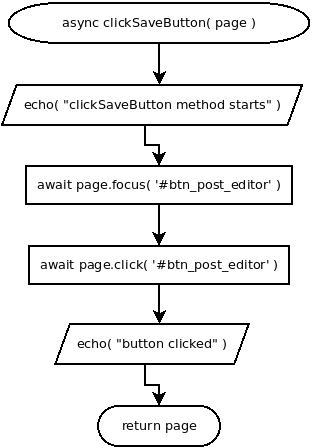 async clickSaveButton( page )
echo( "clickSaveButton method starts" )
await page.focus( '#btn_post_editor' )
await page.click( '#btn_post_editor' )
echo( "button clicked" )
return page